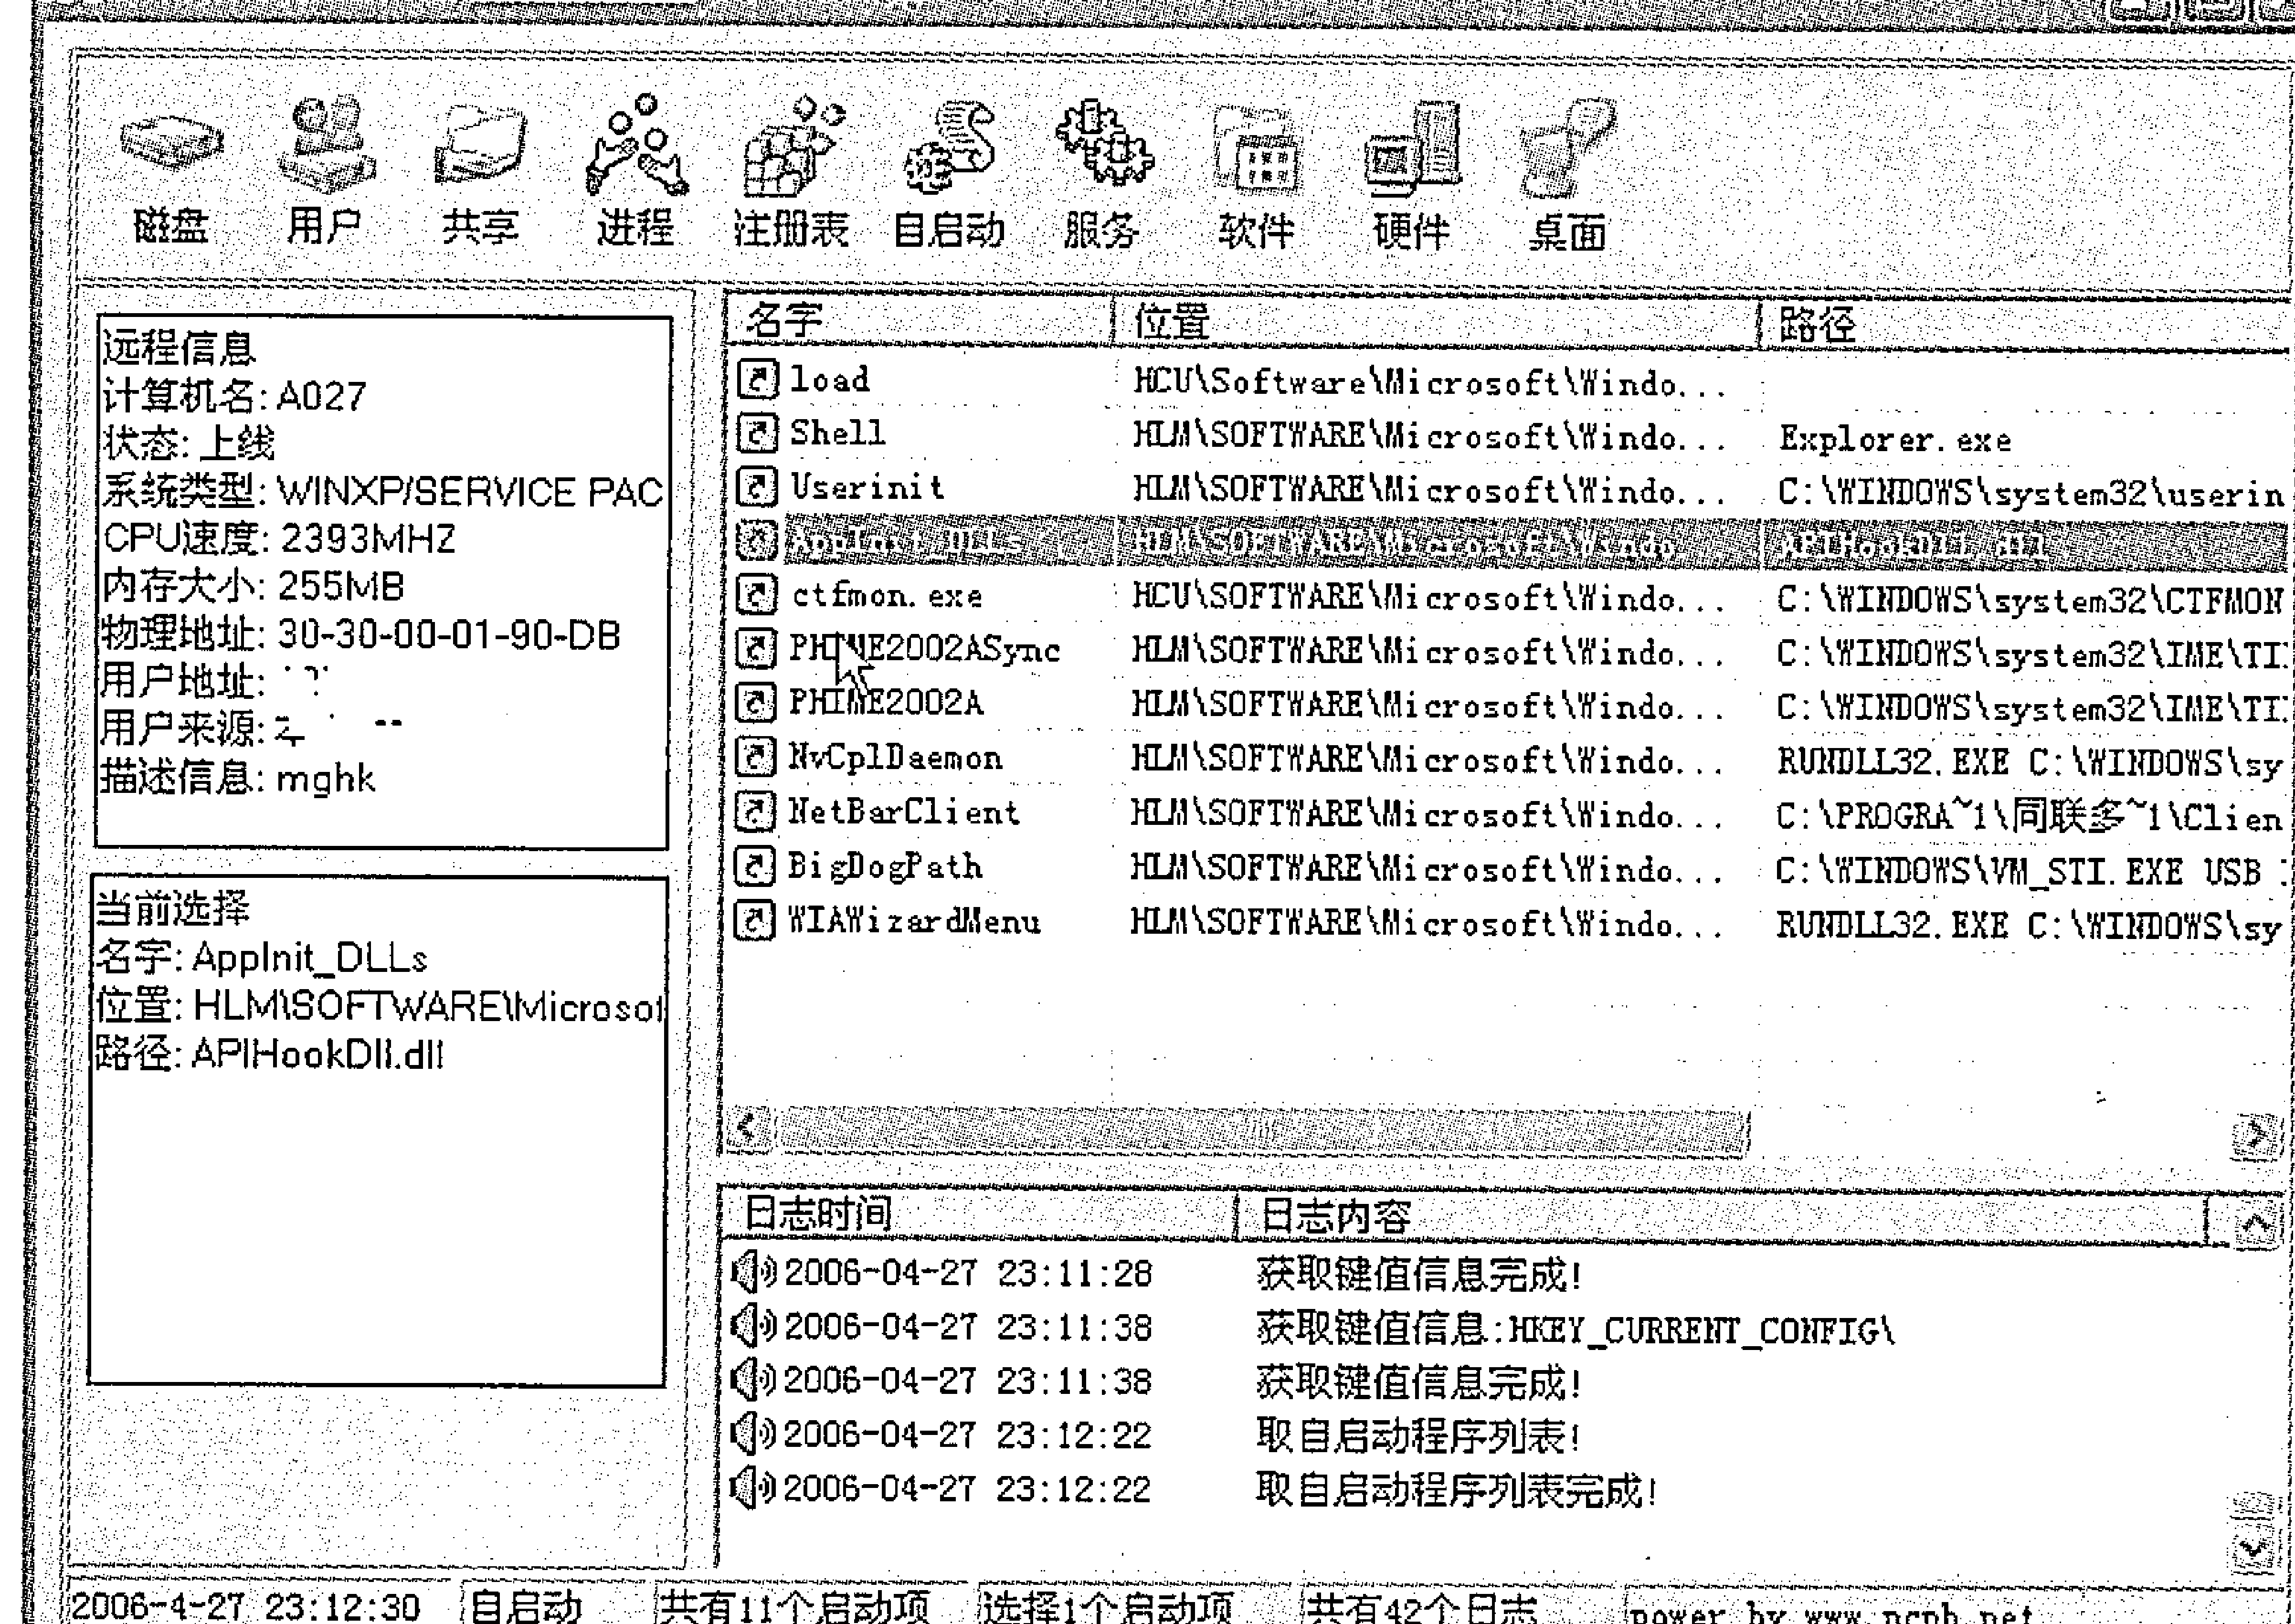 磁盘 用户 共享 进程 注册表 自启动 服务 软件 硬件 桌面
远程信息
计算机名: A027
状态: 上线
系统类型: WINXP/SERVICE PAC
CPU速度: 2393MHZ
内存大小: 255MB
物理地址: 30-30-00-01-90-DB
用户地址:
用户来源:
描述信息: mghk
当前选择
名字: AppInit_DLLs
位置: HLM\SOFTWARE\Microsof
路径: APIHookDll.dll
名字 位置 路径
load HCU\Software\Microsoft\Windo...
Shell HLM\SOFTWARE\Microsoft\Windo... Explorer.exe
Userinit HLM\SOFTWARE\Microsoft\Windo... C:\WINDOWS\system32\userin
AppInit_DLLs HLM\SOFTWARE\Microsoft\Windo... APIHookDll.dll
ctfmon.exe HCU\SOFTWARE\Microsoft\Windo... C:\WINDOWS\system32\CTFMON
PHIME2002ASync HLM\SOFTWARE\Microsoft\Windo... C:\WINDOWS\system32\IME\TI
PHIME2002A HLM\SOFTWARE\Microsoft\Windo... C:\WINDOWS\system32\IME\TI
NvCplDaemon HLM\SOFTWARE\Microsoft\Windo... RUNDLL32.EXE C:\WINDOWS\sy
NetBarClient HLM\SOFTWARE\Microsoft\Windo... C:\PROGRA~1\同联多~1\Clien
BigDogPath HLM\SOFTWARE\Microsoft\Windo... C:\WINDOWS\VM_STI.EXE USB
WIAWizardMenu HLM\SOFTWARE\Microsoft\Windo... RUNDLL32.EXE C:\WINDOWS\sy
日志时间 日志内容
2006-04-27 23:11:28 获取键值信息完成!
2006-04-27 23:11:38 获取键值信息:HKEY_CURRENT_CONFIG\
2006-04-27 23:11:38 获取键值信息完成!
2006-04-27 23:12:22 取自启动程序列表!
2006-04-27 23:12:22 取自启动程序列表完成!
2006-4-27 23:12:30 自启动 共有11个启动项 选择1个启动项 共有42个日志 power by www.ncph.net